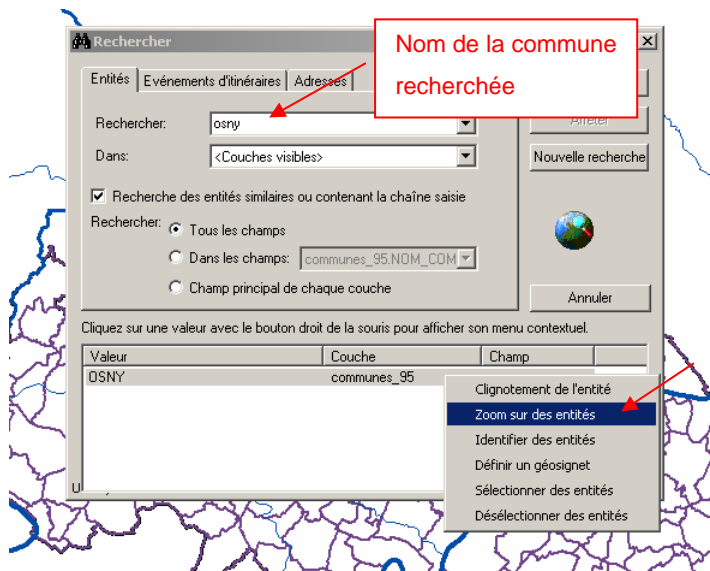 Rechercher
Nom de la commune
recherchée
Entités
Evénements d'itinéraires
Adresses
Rechercher:
osny
Arrêter
Dans:
<Couches visibles>
Nouvelle recherche
Recherche des entités similaires ou contenant la chaîne saisie
Rechercher:
Tous les champs
Dans les champs:
communes_95.NOM_COM
Champ principal de chaque couche
Annuler
Cliquez sur une valeur avec le bouton droit de la souris pour afficher son menu contextuel.
Valeur
Couche
Champ
OSNY
communes_95
Clignotement de l'entité
Zoom sur des entités
Identifier des entités
Définir un géosignet
Sélectionner des entités
Désélectionner des entités